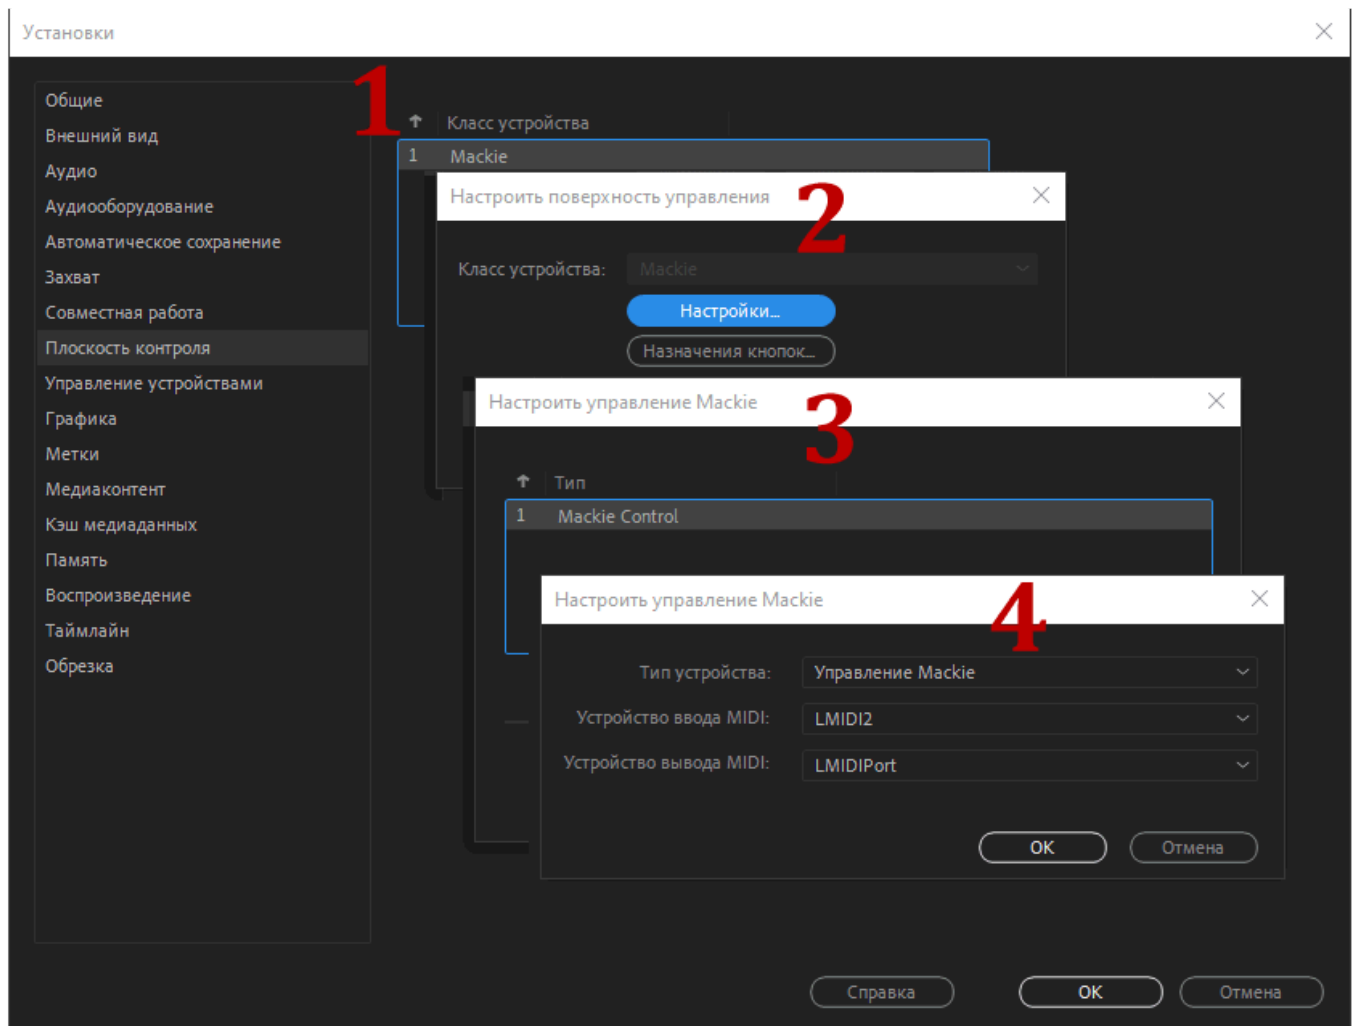 Установки
Общие
Внешний вид
Аудио
Аудиооборудование
Автоматическое сохранение
Захват
Совместная работа
Плоскость контроля
Управление устройствами
Графика
Метки
Медиаконтент
Кэш медиаданных
Память
Воспроизведение
Таймлайн
Обрезка
1
Класс устройства
1 Mackie
Настроить поверхность управления
2
Класс устройства: Mackie
Настройки...
Назначения кнопок...
Настроить управление Mackie
3
Тип
1 Mackie Control
Настроить управление Mackie
4
Тип устройства: Управление Mackie
Устройство ввода MIDI: LMIDI2
Устройство вывода MIDI: LMIDIPort
ОК Отмена
Справка ОК Отмена